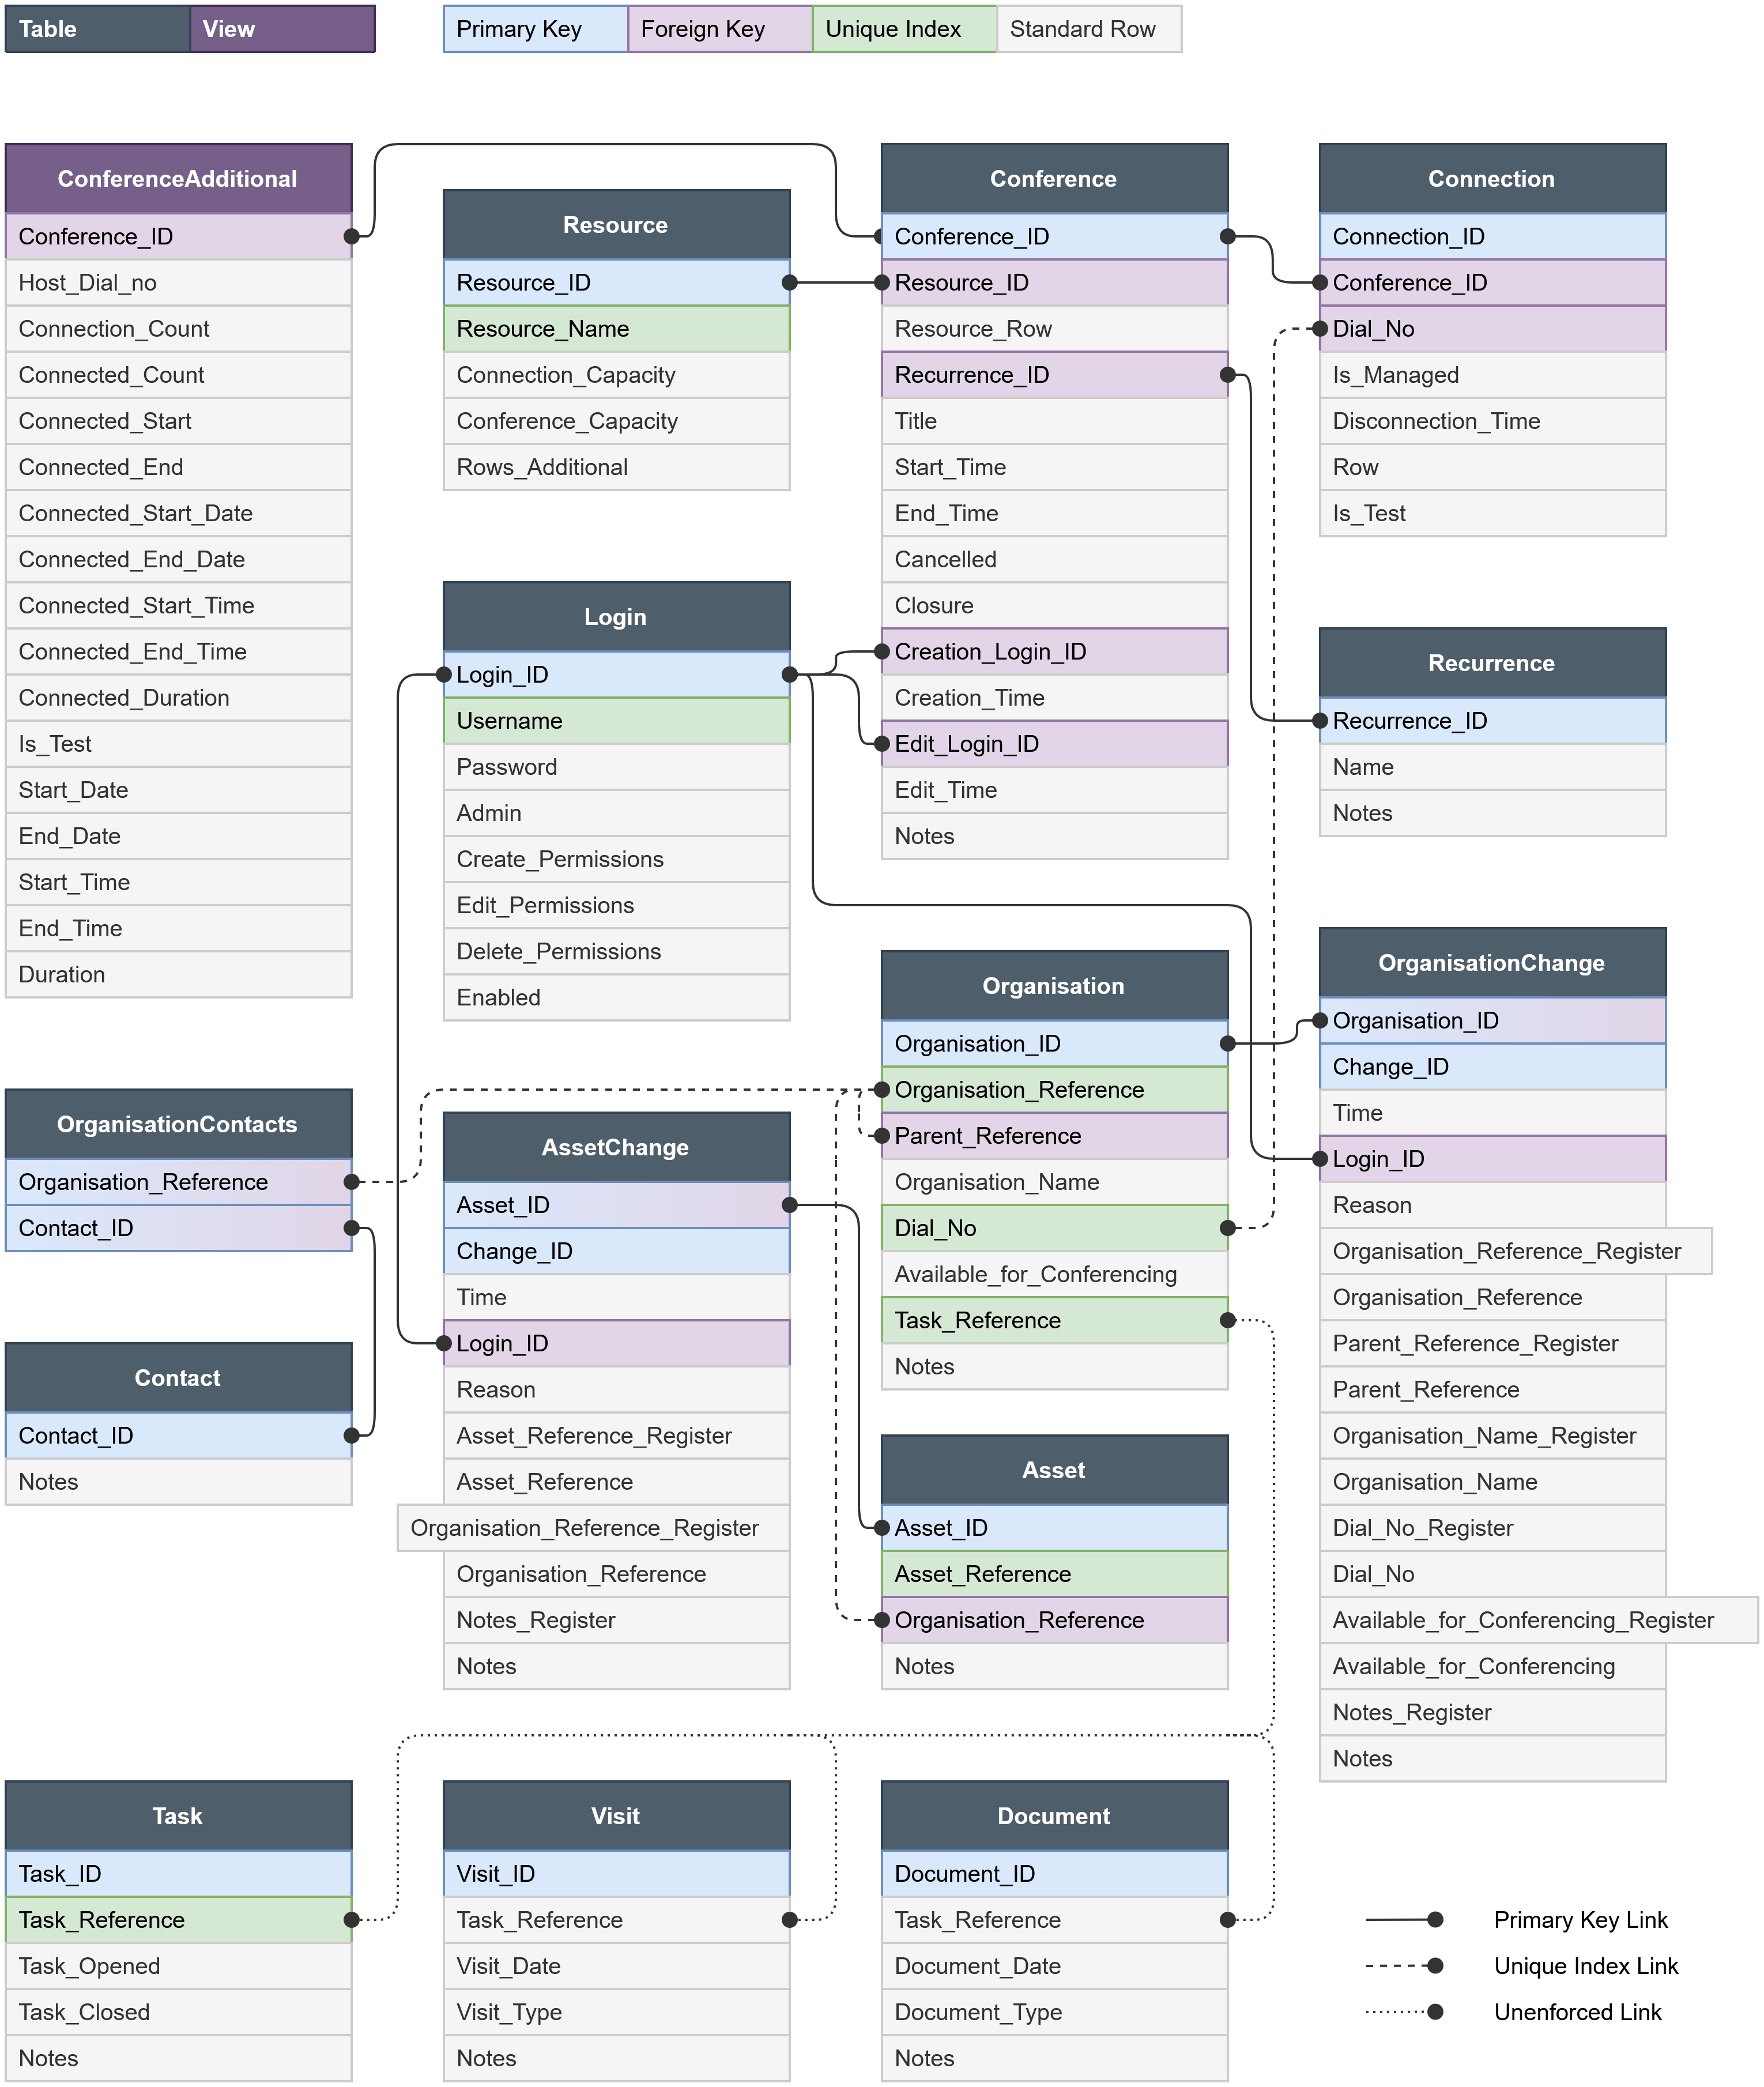 Table
View
Primary Key
Foreign Key
Unique Index
Standard Row
ConferenceAdditional
Conference_ID
Host_Dial_no
Connection_Count
Connected_Count
Connected_Start
Connected_End
Connected_Start_Date
Connected_End_Date
Connected_Start_Time
Connected_End_Time
Connected_Duration
Is_Test
Start_Date
End_Date
Start_Time
End_Time
Duration
Resource
Resource_ID
Resource_Name
Connection_Capacity
Conference_Capacity
Rows_Additional
Conference
Conference_ID
Resource_ID
Resource_Row
Recurrence_ID
Title
Start_Time
End_Time
Cancelled
Closure
Creation_Login_ID
Creation_Time
Edit_Login_ID
Edit_Time
Notes
Connection
Connection_ID
Conference_ID
Dial_No
Is_Managed
Disconnection_Time
Row
Is_Test
Login
Login_ID
Username
Password
Admin
Create_Permissions
Edit_Permissions
Delete_Permissions
Enabled
Recurrence
Recurrence_ID
Name
Notes
OrganisationContacts
Organisation_Reference
Contact_ID
Contact
Contact_ID
Notes
AssetChange
Asset_ID
Change_ID
Time
Login_ID
Reason
Asset_Reference_Register
Asset_Reference
Organisation_Reference_Register
Organisation_Reference
Notes_Register
Notes
Organisation
Organisation_ID
Organisation_Reference
Parent_Reference
Organisation_Name
Dial_No
Available_for_Conferencing
Task_Reference
Notes
Asset
Asset_ID
Asset_Reference
Organisation_Reference
Notes
OrganisationChange
Organisation_ID
Change_ID
Time
Login_ID
Reason
Organisation_Reference_Register
Organisation_Reference
Parent_Reference_Register
Parent_Reference
Organisation_Name_Register
Organisation_Name
Dial_No_Register
Dial_No
Available_for_Conferencing_Register
Available_for_Conferencing
Notes_Register
Notes
Task
Task_ID
Task_Reference
Task_Opened
Task_Closed
Notes
Visit
Visit_ID
Task_Reference
Visit_Date
Visit_Type
Notes
Document
Document_ID
Task_Reference
Document_Date
Document_Type
Notes
Primary Key Link
Unique Index Link
Unenforced Link